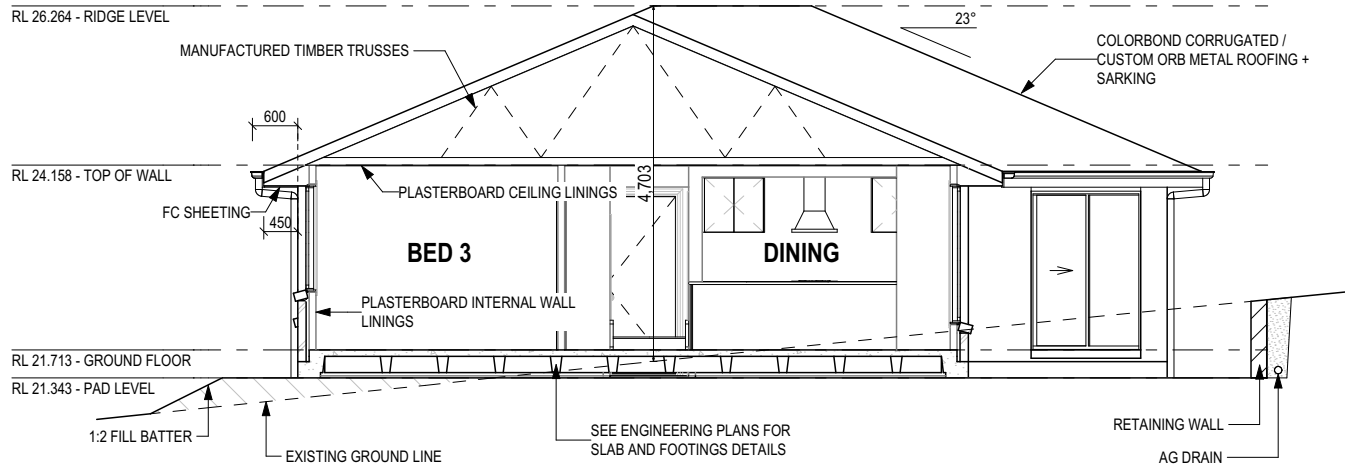 RL 26.264 - RIDGE LEVEL
23°
MANUFACTURED TIMBER TRUSSES
COLORBOND CORRUGATED /
CUSTOM ORB METAL ROOFING +
SARKING
600
RL 24.158 - TOP OF WALL
PLASTERBOARD CEILING LININGS
4,703
FC SHEETING
450
BED 3
DINING
PLASTERBOARD INTERNAL WALL
LININGS
RL 21.713 - GROUND FLOOR
RL 21.343 - PAD LEVEL
1:2 FILL BATTER
EXISTING GROUND LINE
SEE ENGINEERING PLANS FOR
SLAB AND FOOTINGS DETAILS
RETAINING WALL
AG DRAIN